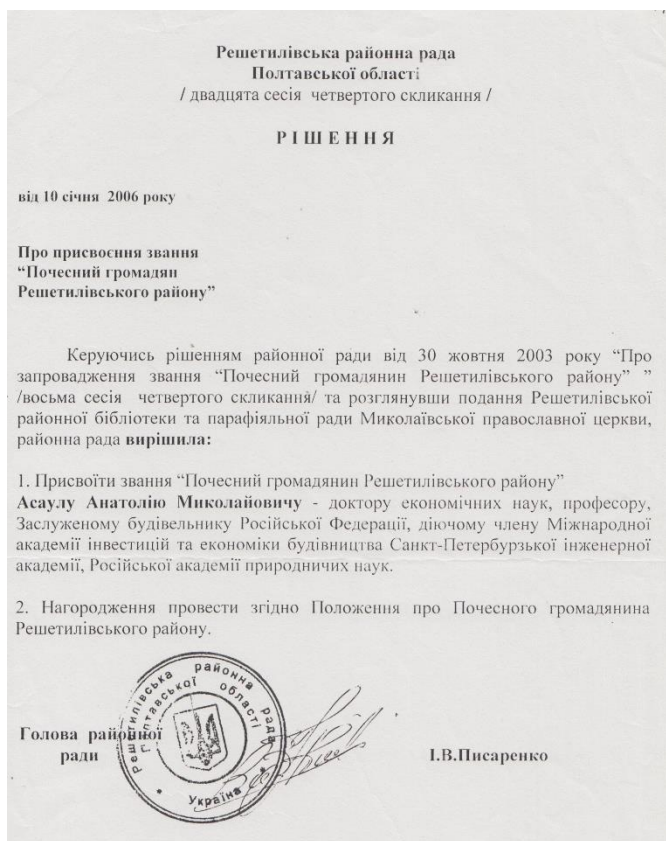 Решетилівська районна рада
Полтавської області
/ двадцята сесія четвертого скликання /
Р І Ш Е Н Н Я
від 10 січня 2006 року
Про присвоєння звання
“Почесний громадян
Решетилівського району”
Керуючись рішенням районної ради від 30 жовтня 2003 року “Про
запровадження звання “Почесний громадянин Решетилівського району” ”
/восьма сесія четвертого скликання/ та розглянувши подання Решетилівської
районної бібліотеки та парафіяльної ради Миколаївської православної церкви,
районна рада вирішила:
1. Присвоїти звання “Почесний громадянин Решетилівського району”
Асаулу Анатолію Миколайовичу - доктору економічних наук, професору,
Заслуженому будівельнику Російської Федерації, діючому члену Міжнародної
академії інвестицій та економіки будівництва Санкт-Петербурзької інженерної
академії, Російської академії природничих наук.
2. Нагородження провести згідно Положення про Почесного громадянина
Решетилівського району.
Голова районної
ради
І.В.Писаренко
Решетилівська районна рада
Полтавської області
Україна